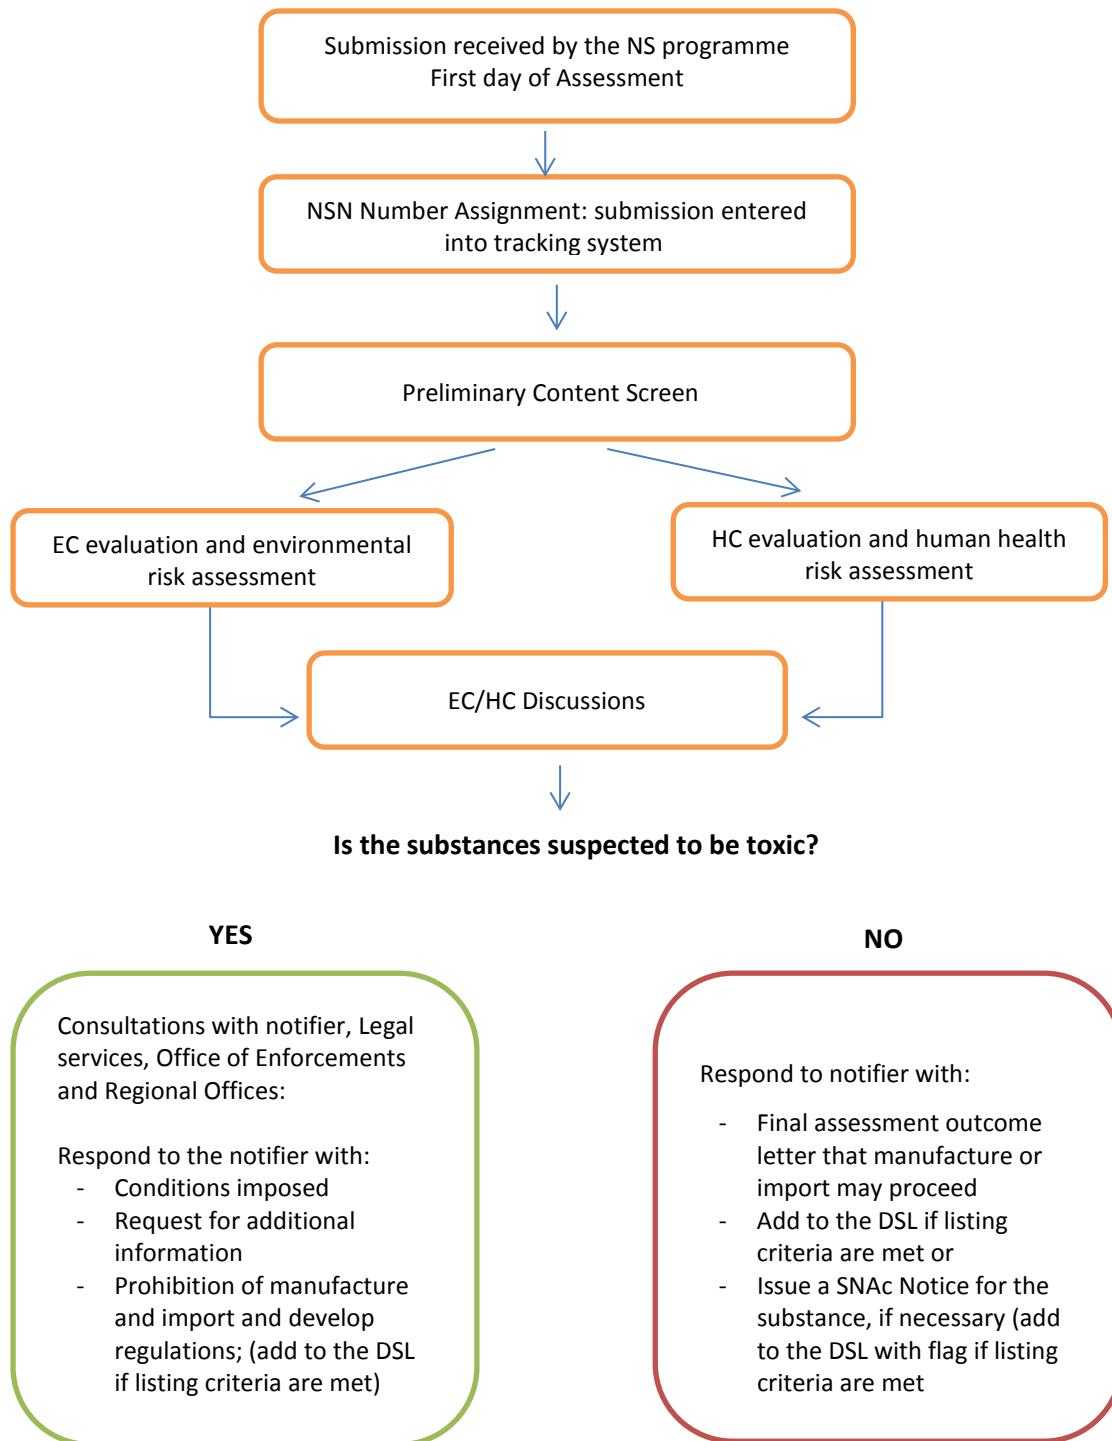 Submission received by the NS programme
First day of Assessment
NSN Number Assignment: submission entered
into tracking system
Preliminary Content Screen
EC evaluation and environmental
risk assessment
HC evaluation and human health
risk assessment
EC/HC Discussions
Is the substances suspected to be toxic?
YES
Consultations with notifier, Legal
services, Office of Enforcements
and Regional Offices:
Respond to the notifier with:
- Conditions imposed
- Request for additional
information
- Prohibition of manufacture
and import and develop
regulations; (add to the DSL
if listing criteria are met)
NO
Respond to notifier with:
- Final assessment outcome
letter that manufacture or
import may proceed
- Add to the DSL if listing
criteria are met or
- Issue a SNAc Notice for the
substance, if necessary (add
to the DSL with flag if listing
criteria are met